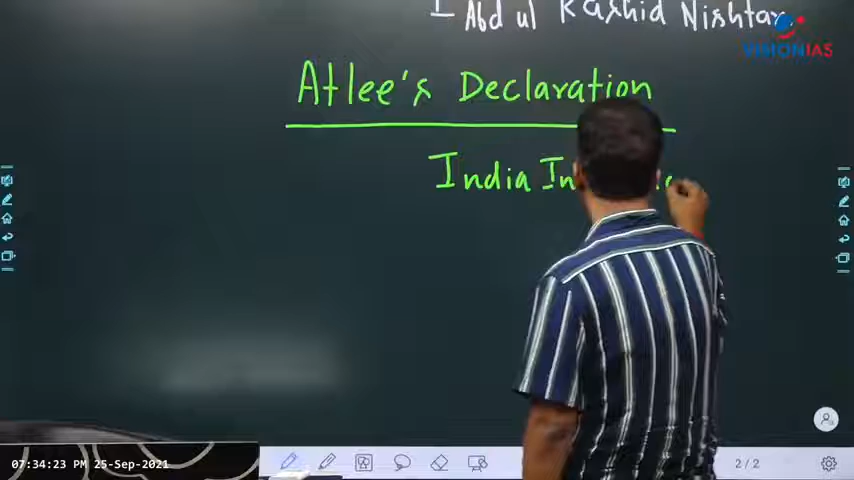 I Abdul Rashid Nishtar
VISIONIAS
Atlee's Declaration
India In
07:34:23 PM 25-Sep-2021
2/2